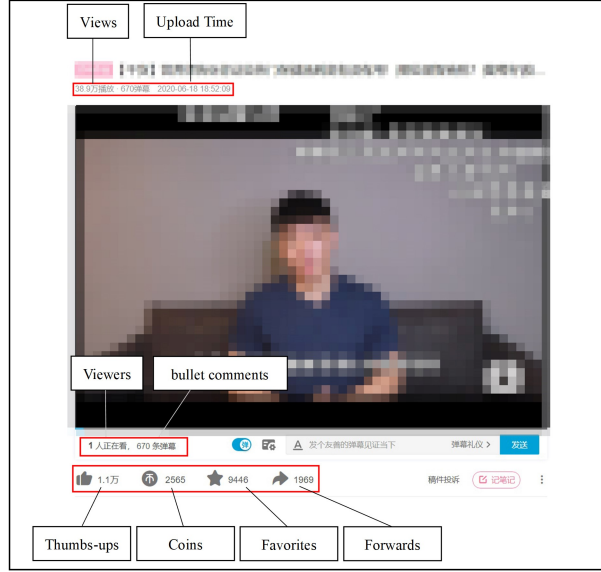 Views
Upload Time
38.9万播放 · 670弹幕 2020-06-18 18:52:09
Viewers
bullet comments
1 人正在看， 670 条弹幕
弹
A 发个友善的弹幕见证当下
弹幕礼仪 >
发送
1.1万
2565
9446
1969
稿件投诉
记笔记
Thumbs-ups
Coins
Favorites
Forwards